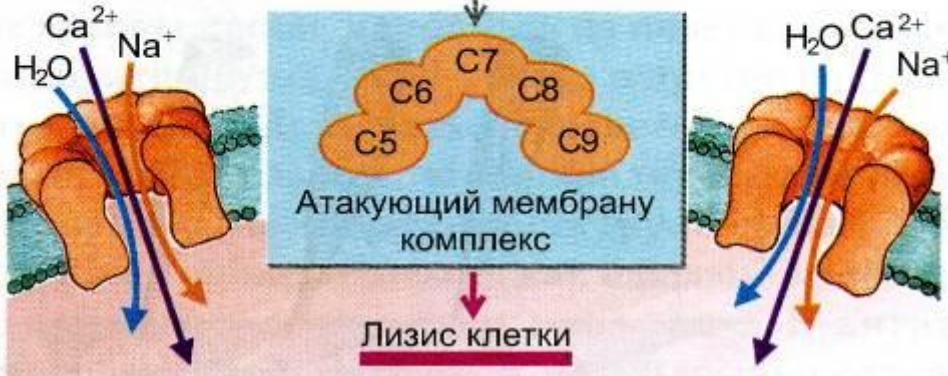 Ca²⁺
Na⁺
H₂O
C5
C6
C7
C8
C9
Атакующий мембрану
комплекс
Лизис клетки
H₂O Ca²⁺
Na⁺